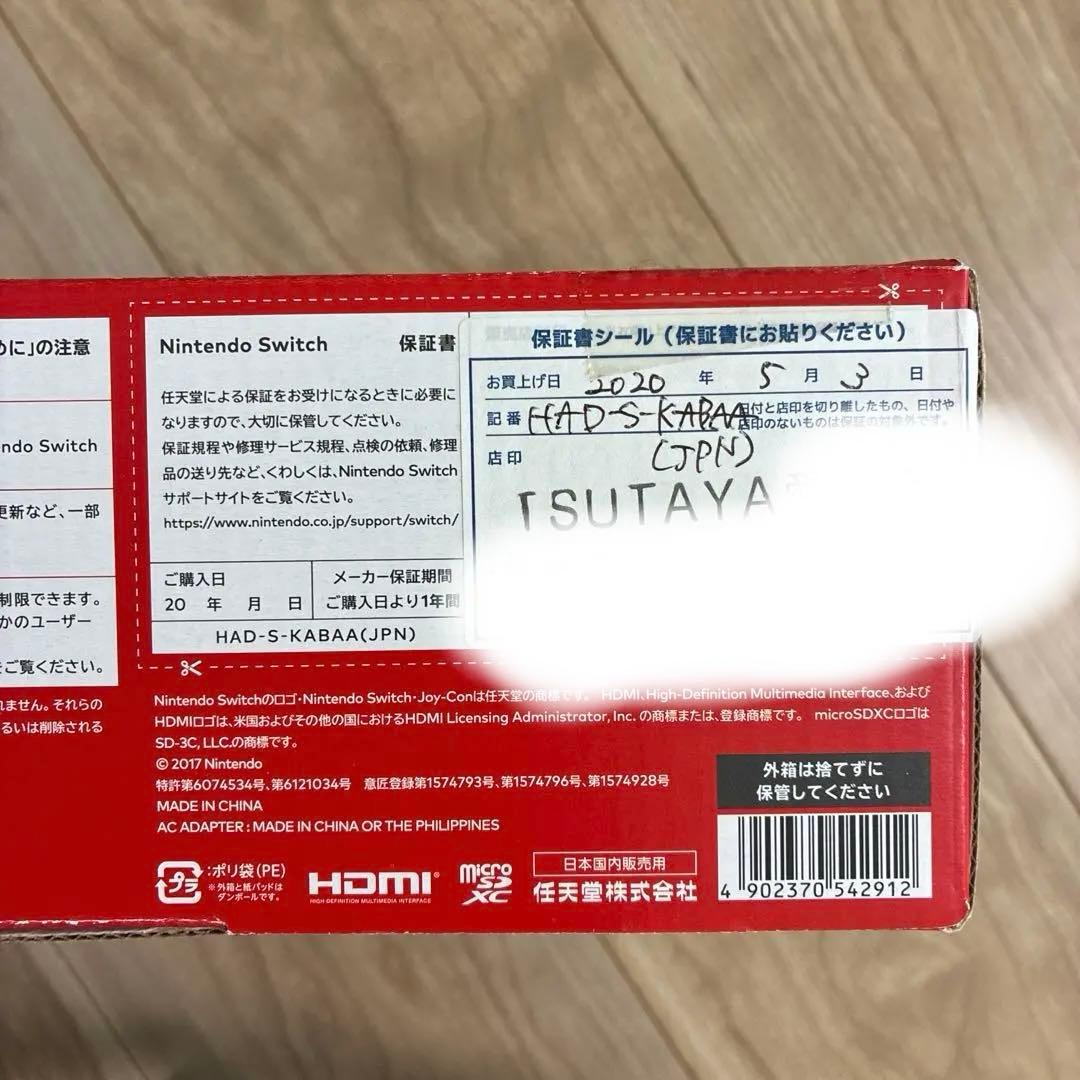 めに」の注意
ndo Switch
更新など、一部
制限できます。
かのユーザー
をご覧ください。
れません。それらの
るいは削除される
Nintendo Switch 保証書
任天堂による保証をお受けになるときに必要に
なりますので、大切に保管してください。
保証規程や修理サービス規程、点検の依頼、修理
品の送り先など、くわしくは、Nintendo Switch
サポートサイトをご覧ください。
https://www.nintendo.co.jp/support/switch/
ご購入日
20 年 月 日
メーカー保証期間
ご購入日より1年間
HAD-S-KABAA(JPN)
保証書シール(保証書にお貼りください)
お買上げ日 2020 年 5 月 3 日
記番 HAD-S-KABAA
(JPN)
日付と店印を切り離したもの、日付や
店印のないものは保証の対象外です。
店印
TSUTAYA
Nintendo Switchのロゴ・Nintendo Switch・Joy-Conは任天堂の商標です。 HDMI、High-Definition Multimedia Interface、および
HDMIロゴは、米国およびその他の国におけるHDMI Licensing Administrator, Inc. の商標または、登録商標です。 microSDXCロゴは
SD-3C, LLC.の商標です。
© 2017 Nintendo
特許第6074534号、第6121034号 意匠登録第1574793号、第1574796号、第1574928号
MADE IN CHINA
AC ADAPTER : MADE IN CHINA OR THE PHILIPPINES
プラ
:ポリ袋(PE)
※外箱と紙パッドは
ダンボールです。
HDMI®
HIGH-DEFINITION MULTIMEDIA INTERFACE
micro
SD
XC
日本国内販売用
任天堂株式会社
外箱は捨てずに
保管してください
4 902370 542912